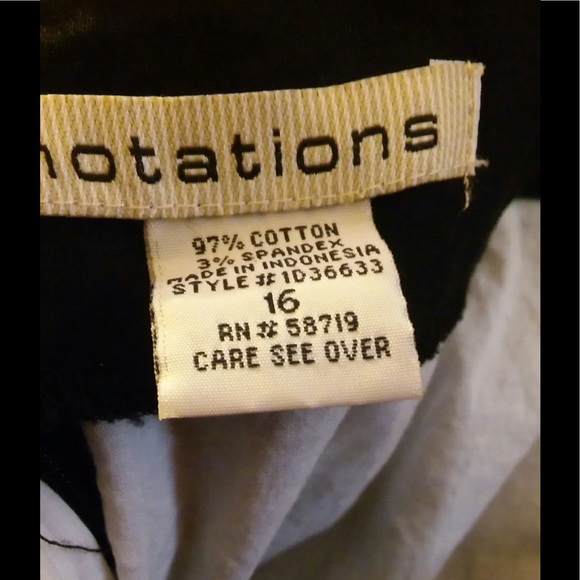 notations
97% COTTON
3% SPANDEX
MADE IN INDONESIA
STYLE# 1D36633
16
RN# 58719
CARE SEE OVER